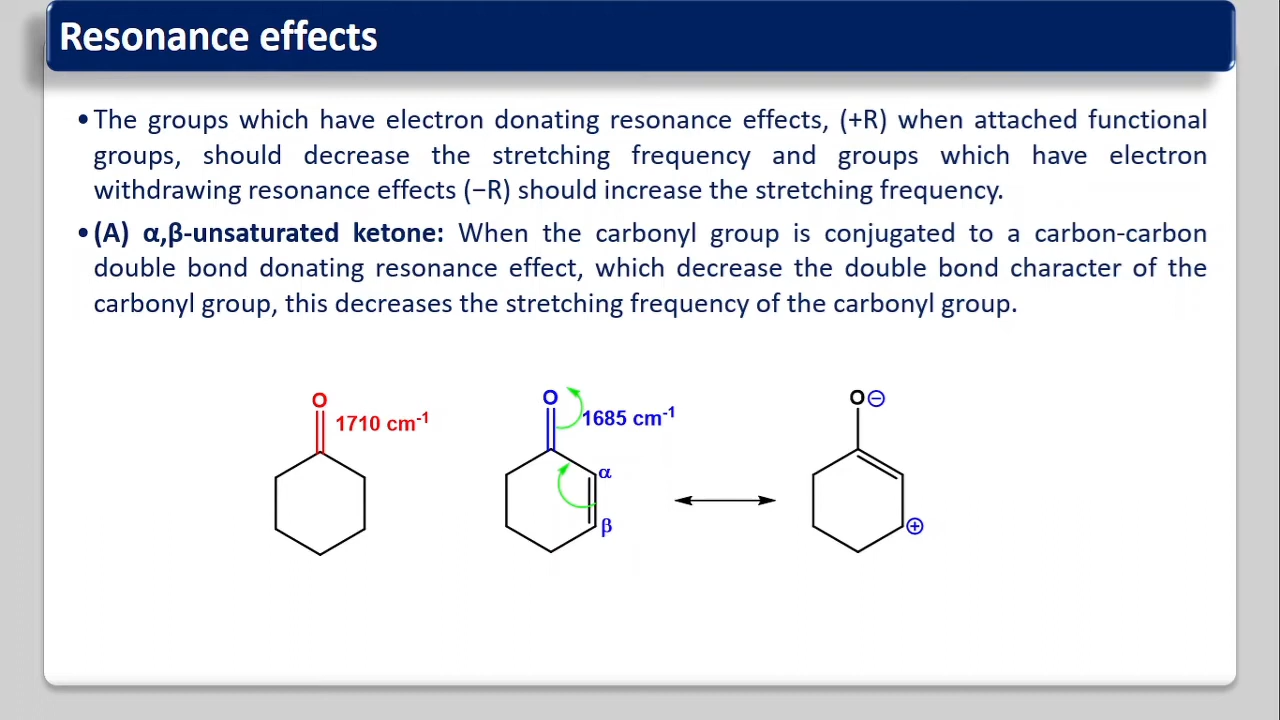 Resonance effects
•The groups which have electron donating resonance effects, (+R) when attached functional
groups, should decrease the stretching frequency and groups which have electron
withdrawing resonance effects (−R) should increase the stretching frequency.
•(A) α,β-unsaturated ketone: When the carbonyl group is conjugated to a carbon-carbon
double bond donating resonance effect, which decrease the double bond character of the
carbonyl group, this decreases the stretching frequency of the carbonyl group.
O
1710 cm-1
O
1685 cm-1
α
β
O⊖
⊕